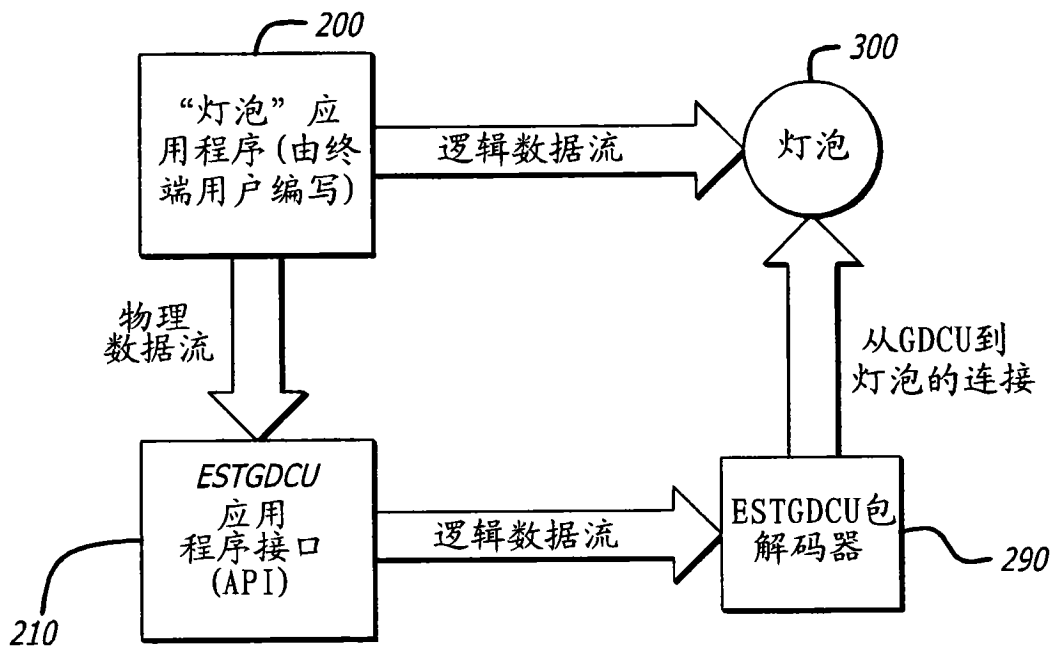 200
“灯泡”应
用程序(由终
端用户编写)
逻辑数据流
300
灯泡
物理
数据流
从GDCU到
灯泡的连接
ESTGDCU
应用
程序接口
(API)
210
逻辑数据流
ESTGDCU包
解码器
290